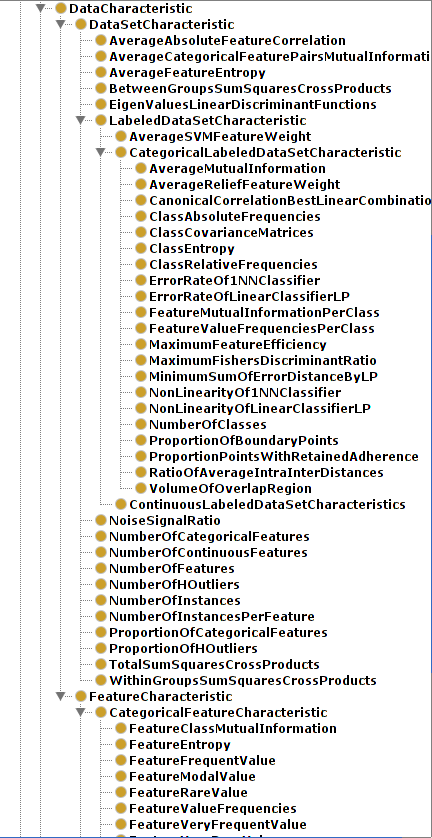 DataCharacteristic
DataSetCharacteristic
AverageAbsoluteFeatureCorrelation
AverageCategoricalFeaturePairsMutualInformati
AverageFeatureEntropy
BetweenGroupsSumSquaresCrossProducts
EigenValuesLinearDiscriminantFunctions
LabeledDataSetCharacteristic
AverageSVMFeatureWeight
CategoricalLabeledDataSetCharacteristic
AverageMutualInformation
AverageReliefFeatureWeight
CanonicalCorrelationBestLinearCombinatio
ClassAbsoluteFrequencies
ClassCovarianceMatrices
ClassEntropy
ClassRelativeFrequencies
ErrorRateOf1NNClassifier
ErrorRateOfLinearClassifierLP
FeatureMutualInformationPerClass
FeatureValueFrequenciesPerClass
MaximumFeatureEfficiency
MaximumFishersDiscriminantRatio
MinimumSumOfErrorDistanceByLP
NonLinearityOf1NNClassifier
NonLinearityOfLinearClassifierLP
NumberOfClasses
ProportionOfBoundaryPoints
ProportionPointsWithRetainedAdherence
RatioOfAverageIntraInterDistances
VolumeOfOverlapRegion
ContinuousLabeledDataSetCharacteristics
NoiseSignalRatio
NumberOfCategoricalFeatures
NumberOfContinuousFeatures
NumberOfFeatures
NumberOfHOutliers
NumberOfInstances
NumberOfInstancesPerFeature
ProportionOfCategoricalFeatures
ProportionOfHOutliers
TotalSumSquaresCrossProducts
WithinGroupsSumSquaresCrossProducts
FeatureCharacteristic
CategoricalFeatureCharacteristic
FeatureClassMutualInformation
FeatureEntropy
FeatureFrequentValue
FeatureModalValue
FeatureRareValue
FeatureValueFrequencies
FeatureVeryFrequentValue